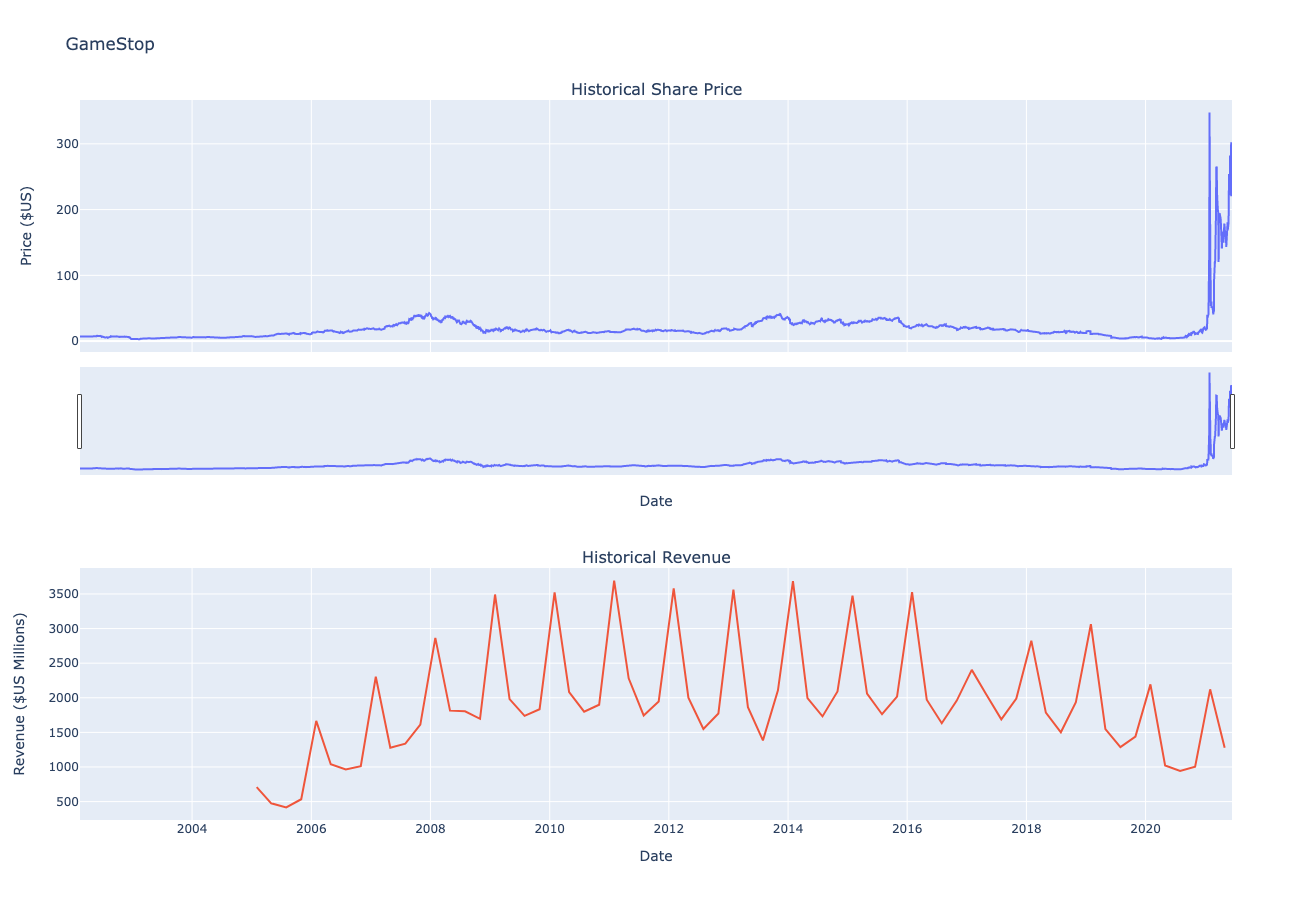 GameStop
Historical Share Price
Price ($US)
300
200
100
0
Date
Historical Revenue
Revenue ($US Millions)
3500
3000
2500
2000
1500
1000
500
2004 2006 2008 2010 2012 2014 2016 2018 2020
Date